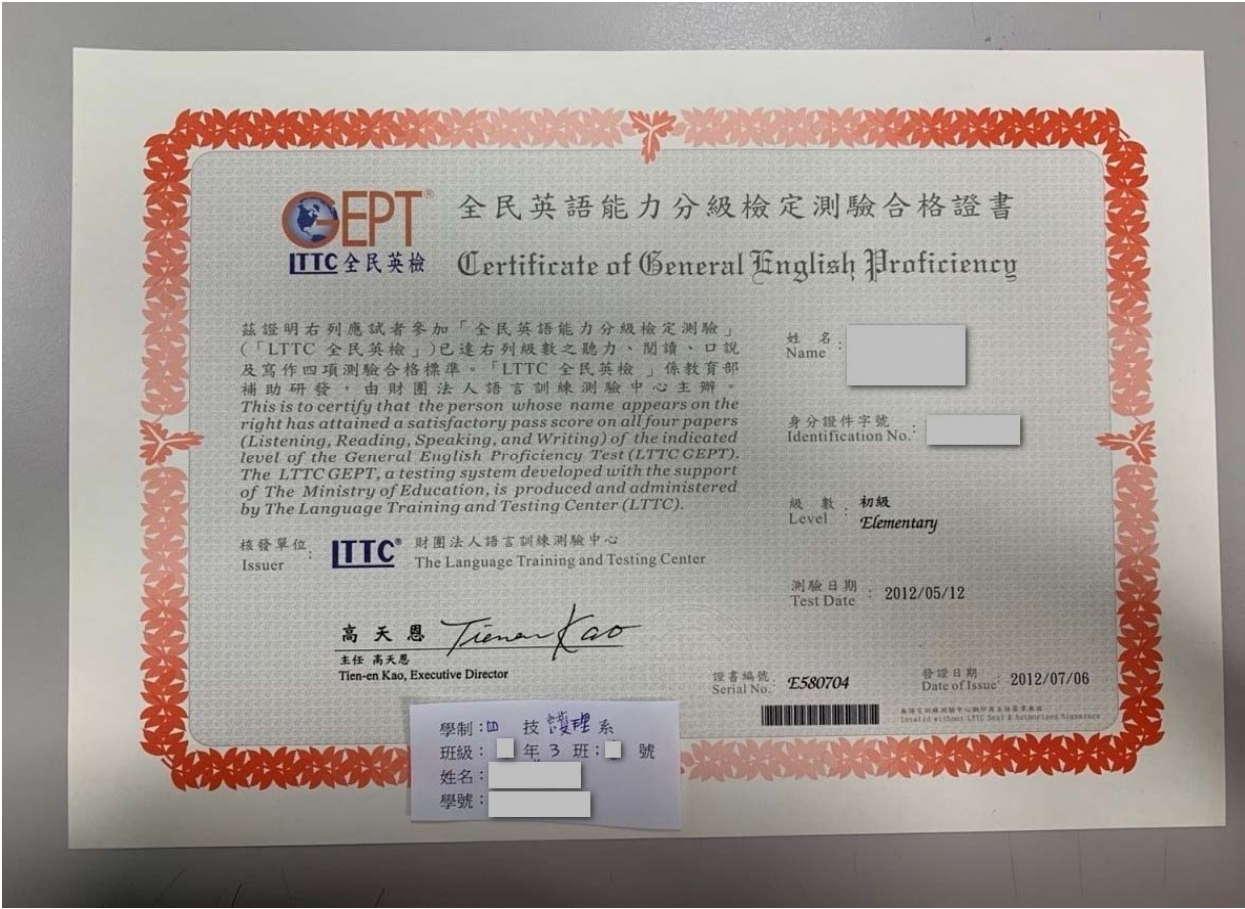 GEPT®
LTTC 全民英檢
全民英語能力分級檢定測驗合格證書
Certificate of General English Proficiency
茲證明右列應試者參加「全民英語能力分級檢定測驗」
(「LTTC 全民英檢」)已達右列級數之聽力、閱讀、口說
及寫作四項測驗合格標準。「LTTC 全民英檢」係教育部
補助研發，由財團法人語言訓練測驗中心主辦。
This is to certify that the person whose name appears on the
right has attained a satisfactory pass score on all four papers
(Listening, Reading, Speaking, and Writing) of the indicated
level of the General English Proficiency Test (LTTC GEPT).
The LTTC GEPT, a testing system developed with the support
of The Ministry of Education, is produced and administered
by The Language Training and Testing Center (LTTC).
核發單位:
Issuer
LTTC® 財團法人語言訓練測驗中心
The Language Training and Testing Center
高天恩 Tienen Kao
主任 高天恩
Tien-en Kao, Executive Director
姓名:
Name
身分證件字號:
Identification No.
級數: 初級
Level Elementary
測驗日期: 2012/05/12
Test Date
證書編號: E580704
Serial No.
發證日期: 2012/07/06
Date of Issue
Invalid without LTTC Seal & Authorized Signature
學制:四 技 護理 系
班級: 年 3 班: 號
姓名:
學號: